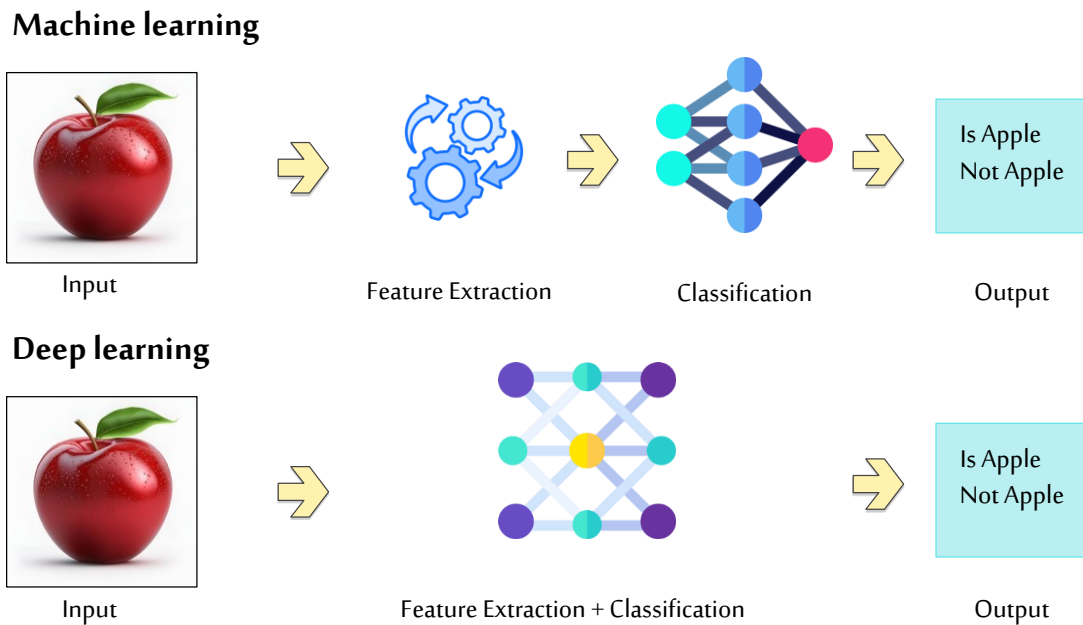 Machine learning
Input
Feature Extraction
Classification
Is Apple
Not Apple
Output
Deep learning
Input
Feature Extraction + Classification
Is Apple
Not Apple
Output